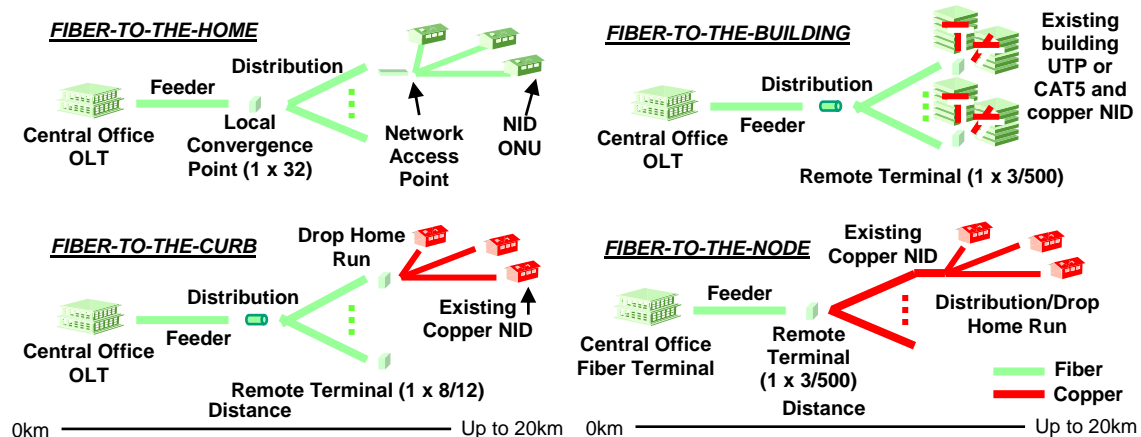 FIBER-TO-THE-HOME
Distribution
Feeder
Central Office
OLT
Local
Convergence
Point (1 x 32)
Network
Access
Point
NID
ONU
FIBER-TO-THE-BUILDING
Existing
building
UTP or
CAT5 and
copper NID
Distribution
Feeder
Central Office
OLT
Remote Terminal (1 x 3/500)
FIBER-TO-THE-CURB
Drop Home
Run
Distribution
Feeder
Existing
Copper NID
Central Office
OLT
Remote Terminal (1 x 8/12)
Distance
0km
Up to 20km
FIBER-TO-THE-NODE
Existing
Copper NID
Feeder
Distribution/Drop
Home Run
Central Office
Fiber Terminal
Remote
Terminal
(1 x 3/500)
Fiber
Copper
Distance
0km
Up to 20km